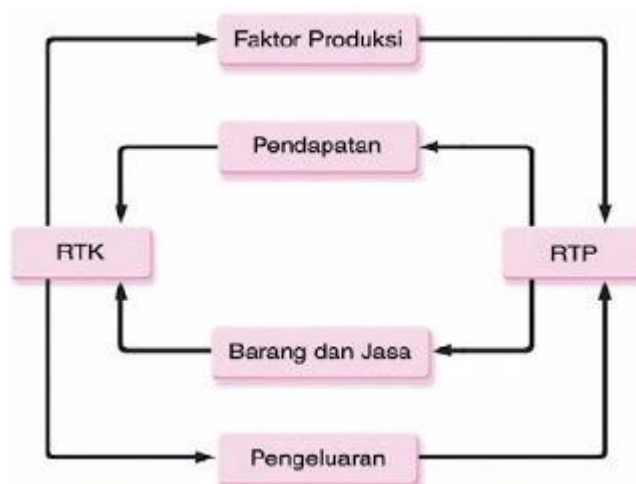 Faktor Produksi
Pendapatan
RTK
RTP
Barang dan Jasa
Pengeluaran